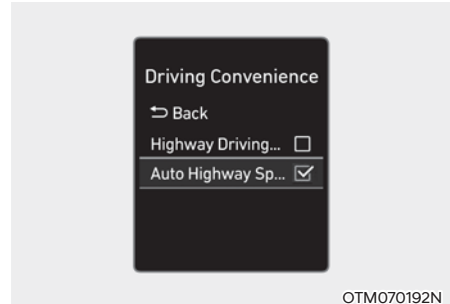 Driving Convenience
Back
Highway Driving...
Auto Highway Sp...
OTM070192N